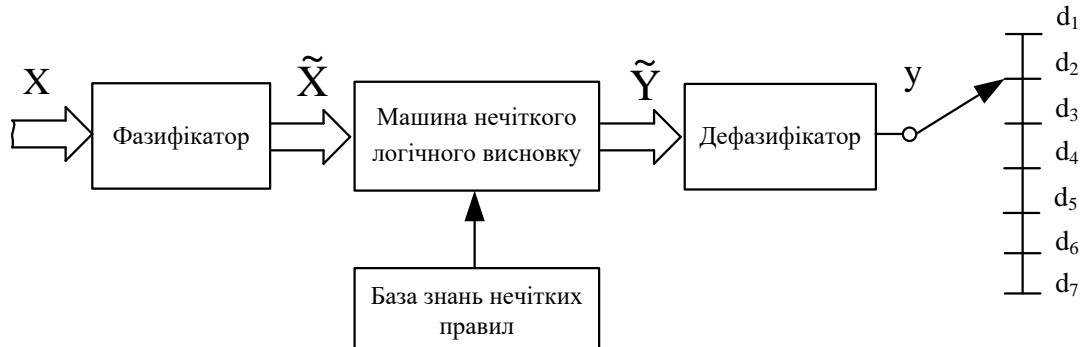 X
Фазифікатор
X̃
Машина нечіткого
логічного висновку
Ỹ
Дефазифікатор
y
d₁
d₂
d₃
d₄
d₅
d₆
d₇
База знань нечітких
правил